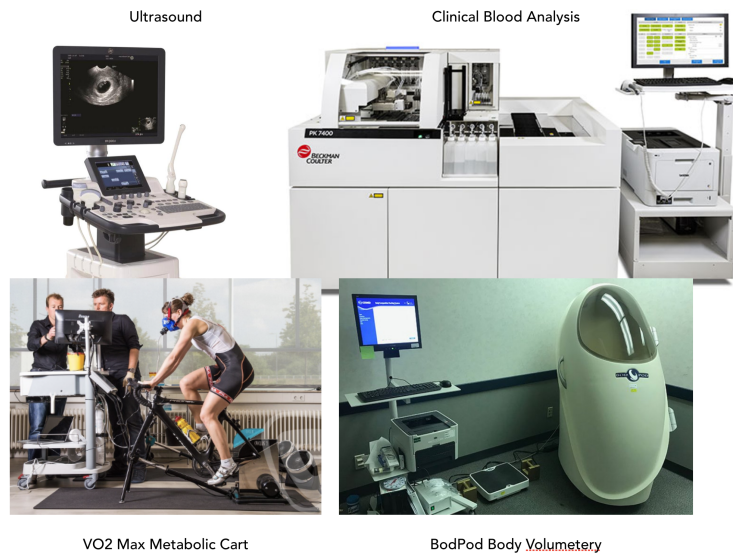 Ultrasound
Clinical Blood Analysis
PK 7400
BECKMAN
COULTER
VO2 Max Metabolic Cart
BodPod Body Volumetery